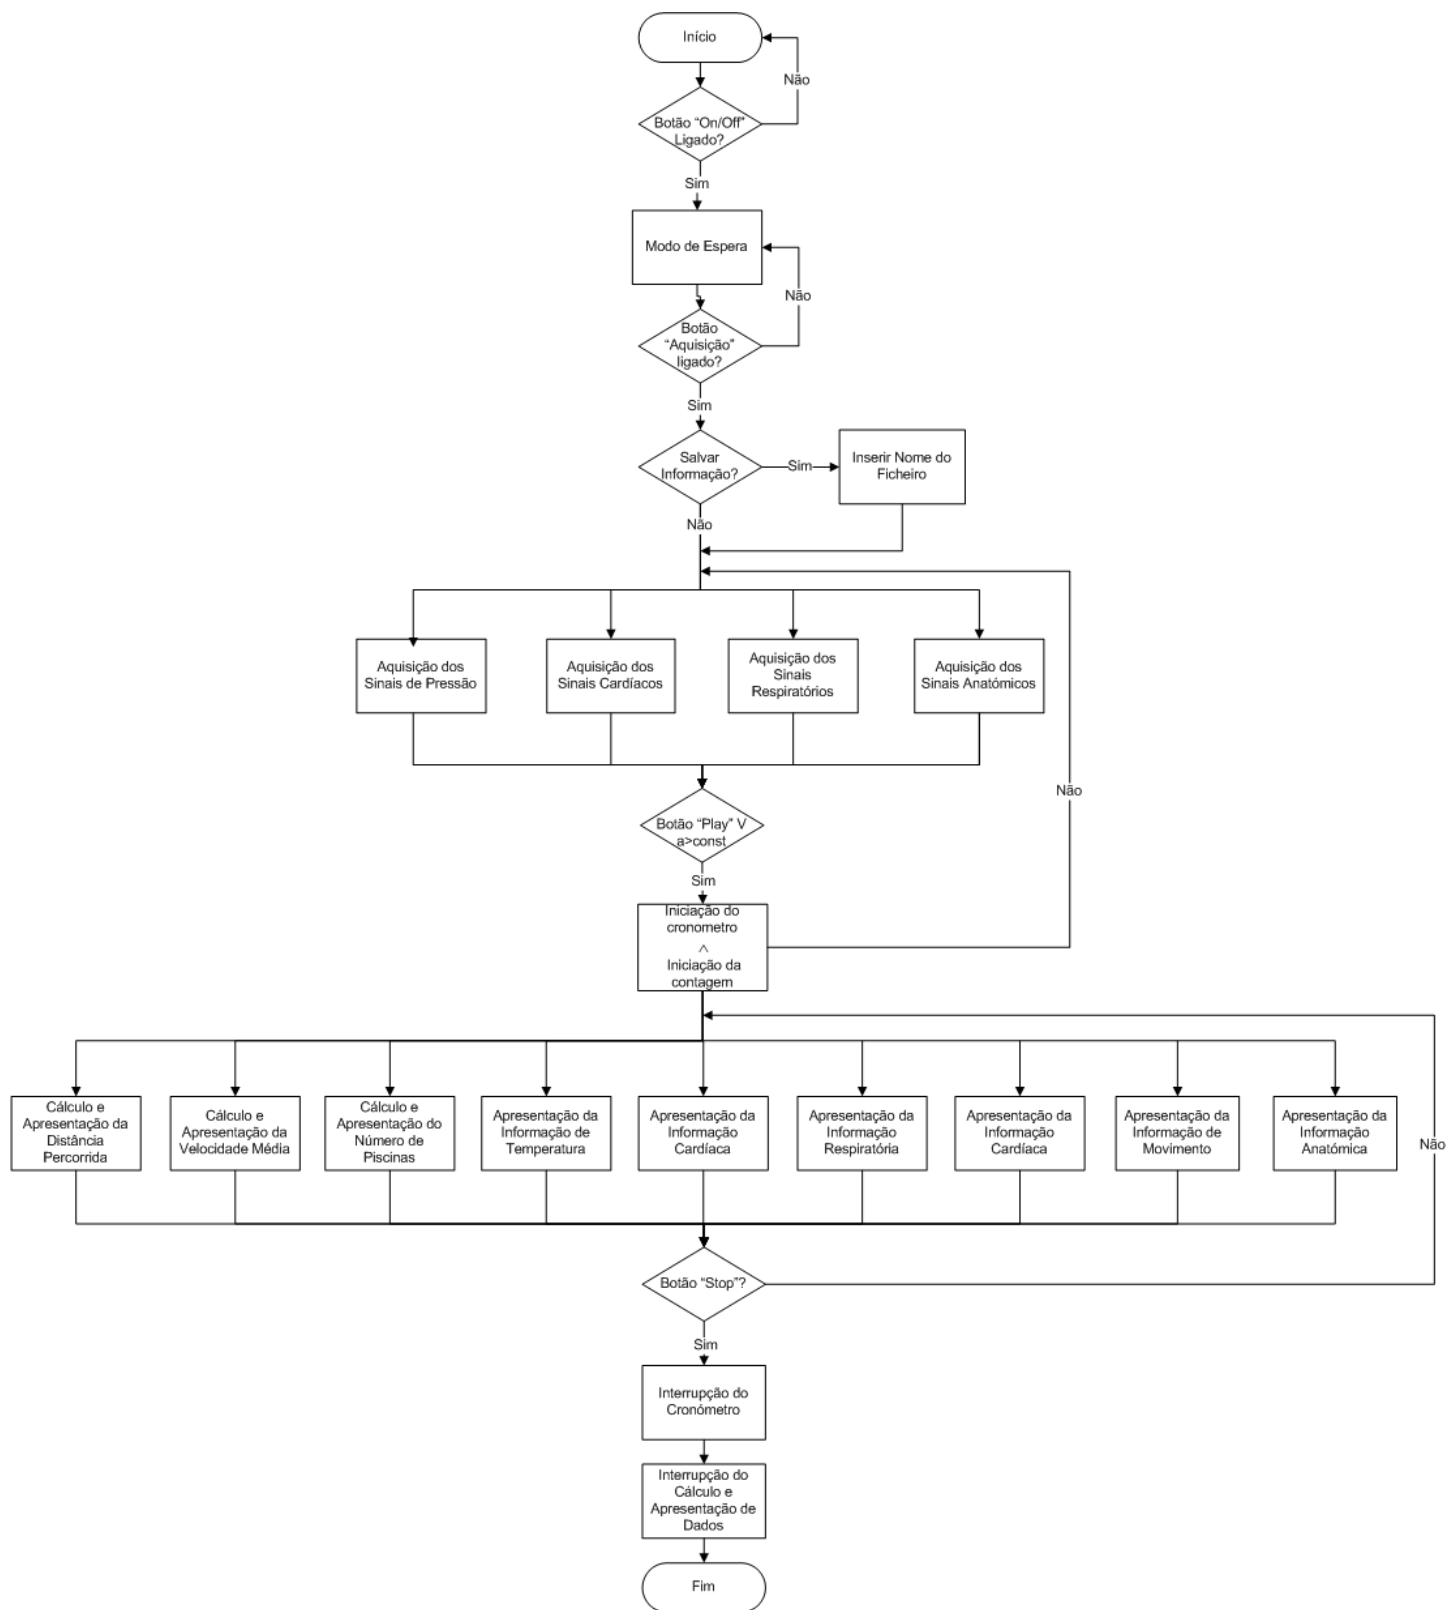 Início
Não
Botão “On/Off”
Ligado?
Sim
Modo de Espera
Não
Botão
“Aquisição”
ligado?
Sim
Salvar
Informação?
Sim
Inserir Nome do
Ficheiro
Não
Aquisição dos
Sinais de Pressão
Aquisição dos
Sinais Cardíacos
Aquisição dos
Sinais
Respiratórios
Aquisição dos
Sinais Anatómicos
Não
Botão “Play” V
a>const
Sim
Iniciação do
cronometro
^
Iniciação da
contagem
Cálculo e
Apresentação da
Distância
Percorrida
Cálculo e
Apresentação da
Velocidade Média
Cálculo e
Apresentação do
Número de
Piscinas
Apresentação da
Informação de
Temperatura
Apresentação da
Informação
Cardíaca
Apresentação da
Informação
Respiratória
Apresentação da
Informação
Cardíaca
Apresentação da
Informação de
Movimento
Apresentação da
Informação
Anatómica
Não
Botão “Stop”?
Sim
Interrupção do
Cronómetro
Interrupção do
Cálculo e
Apresentação de
Dados
Fim